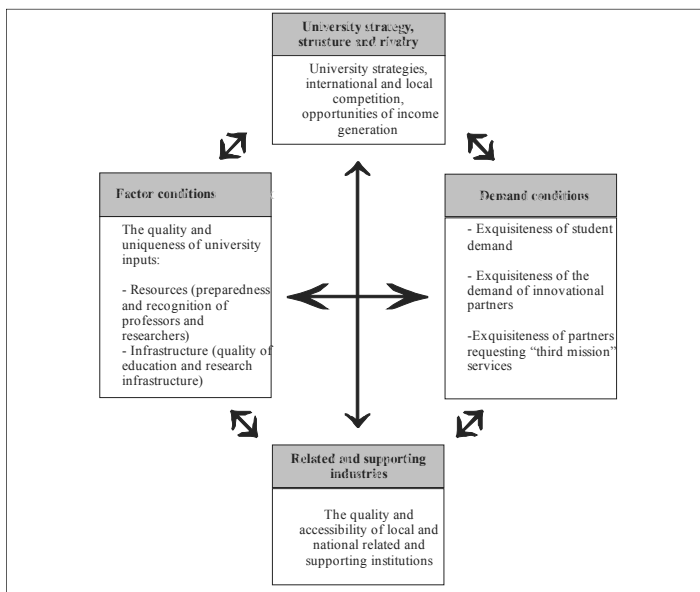 University strategy,
structure and rivalry
University strategies,
international and local
competition,
opportunities of income
generation
Factor conditions
The quality and
uniqueness of university
inputs:
- Resources (preparedness
and recognition of
professors and
researchers)
- Infrastructure (quality of
education and research
infrastructure)
Demand conditions
- Exquisiteness of student
demand
- Exquisiteness of the
demand of innovational
partners
-Exquisiteness of partners
requesting “third mission”
services
Related and supporting
industries
The quality and
accessibility of local and
national related and
supporting institutions